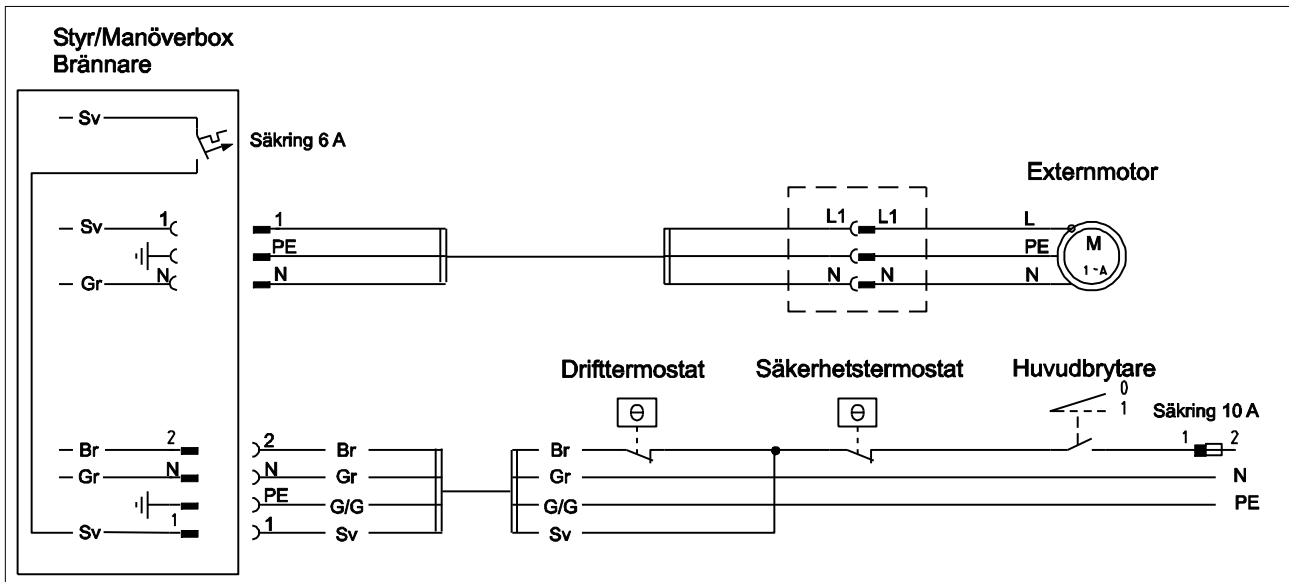 Styr/Manöverbox
Brännare
Sv
Säkring 6 A
Externmotor
Sv 1 1 L1 L1 L
PE PE M
1~A
Gr N N N N N
Drifttermostat Säkerhetstermostat Huvudbrytare
0
1
Säkring 10 A
θ θ
Br 2 2 Br Br 1 2
Gr N N Gr Gr N
PE G/G G/G PE
Sv 1 1 Sv Sv